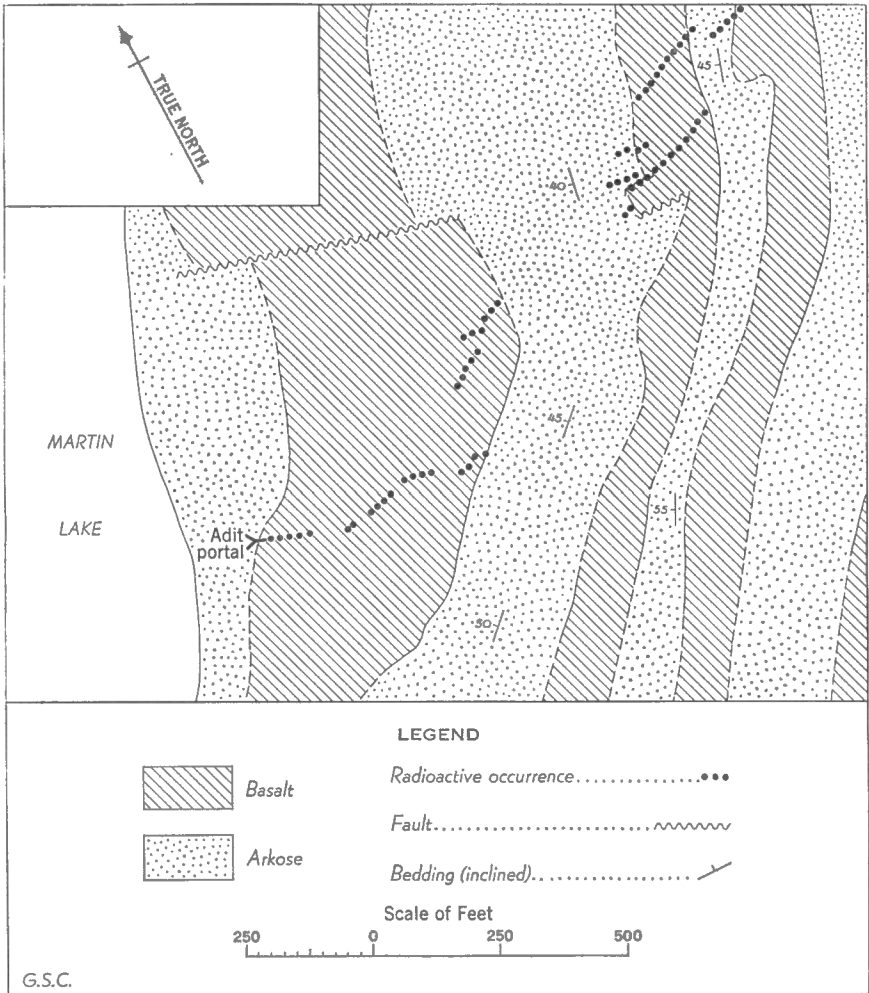 TRUE NORTH
45
40
MARTIN
45
LAKE
55
Adit
portal
50
LEGEND
Basalt
Radioactive occurrence
Arkose
Fault
Bedding (inclined)
Scale of Feet
250 0 250 500
G.S.C.